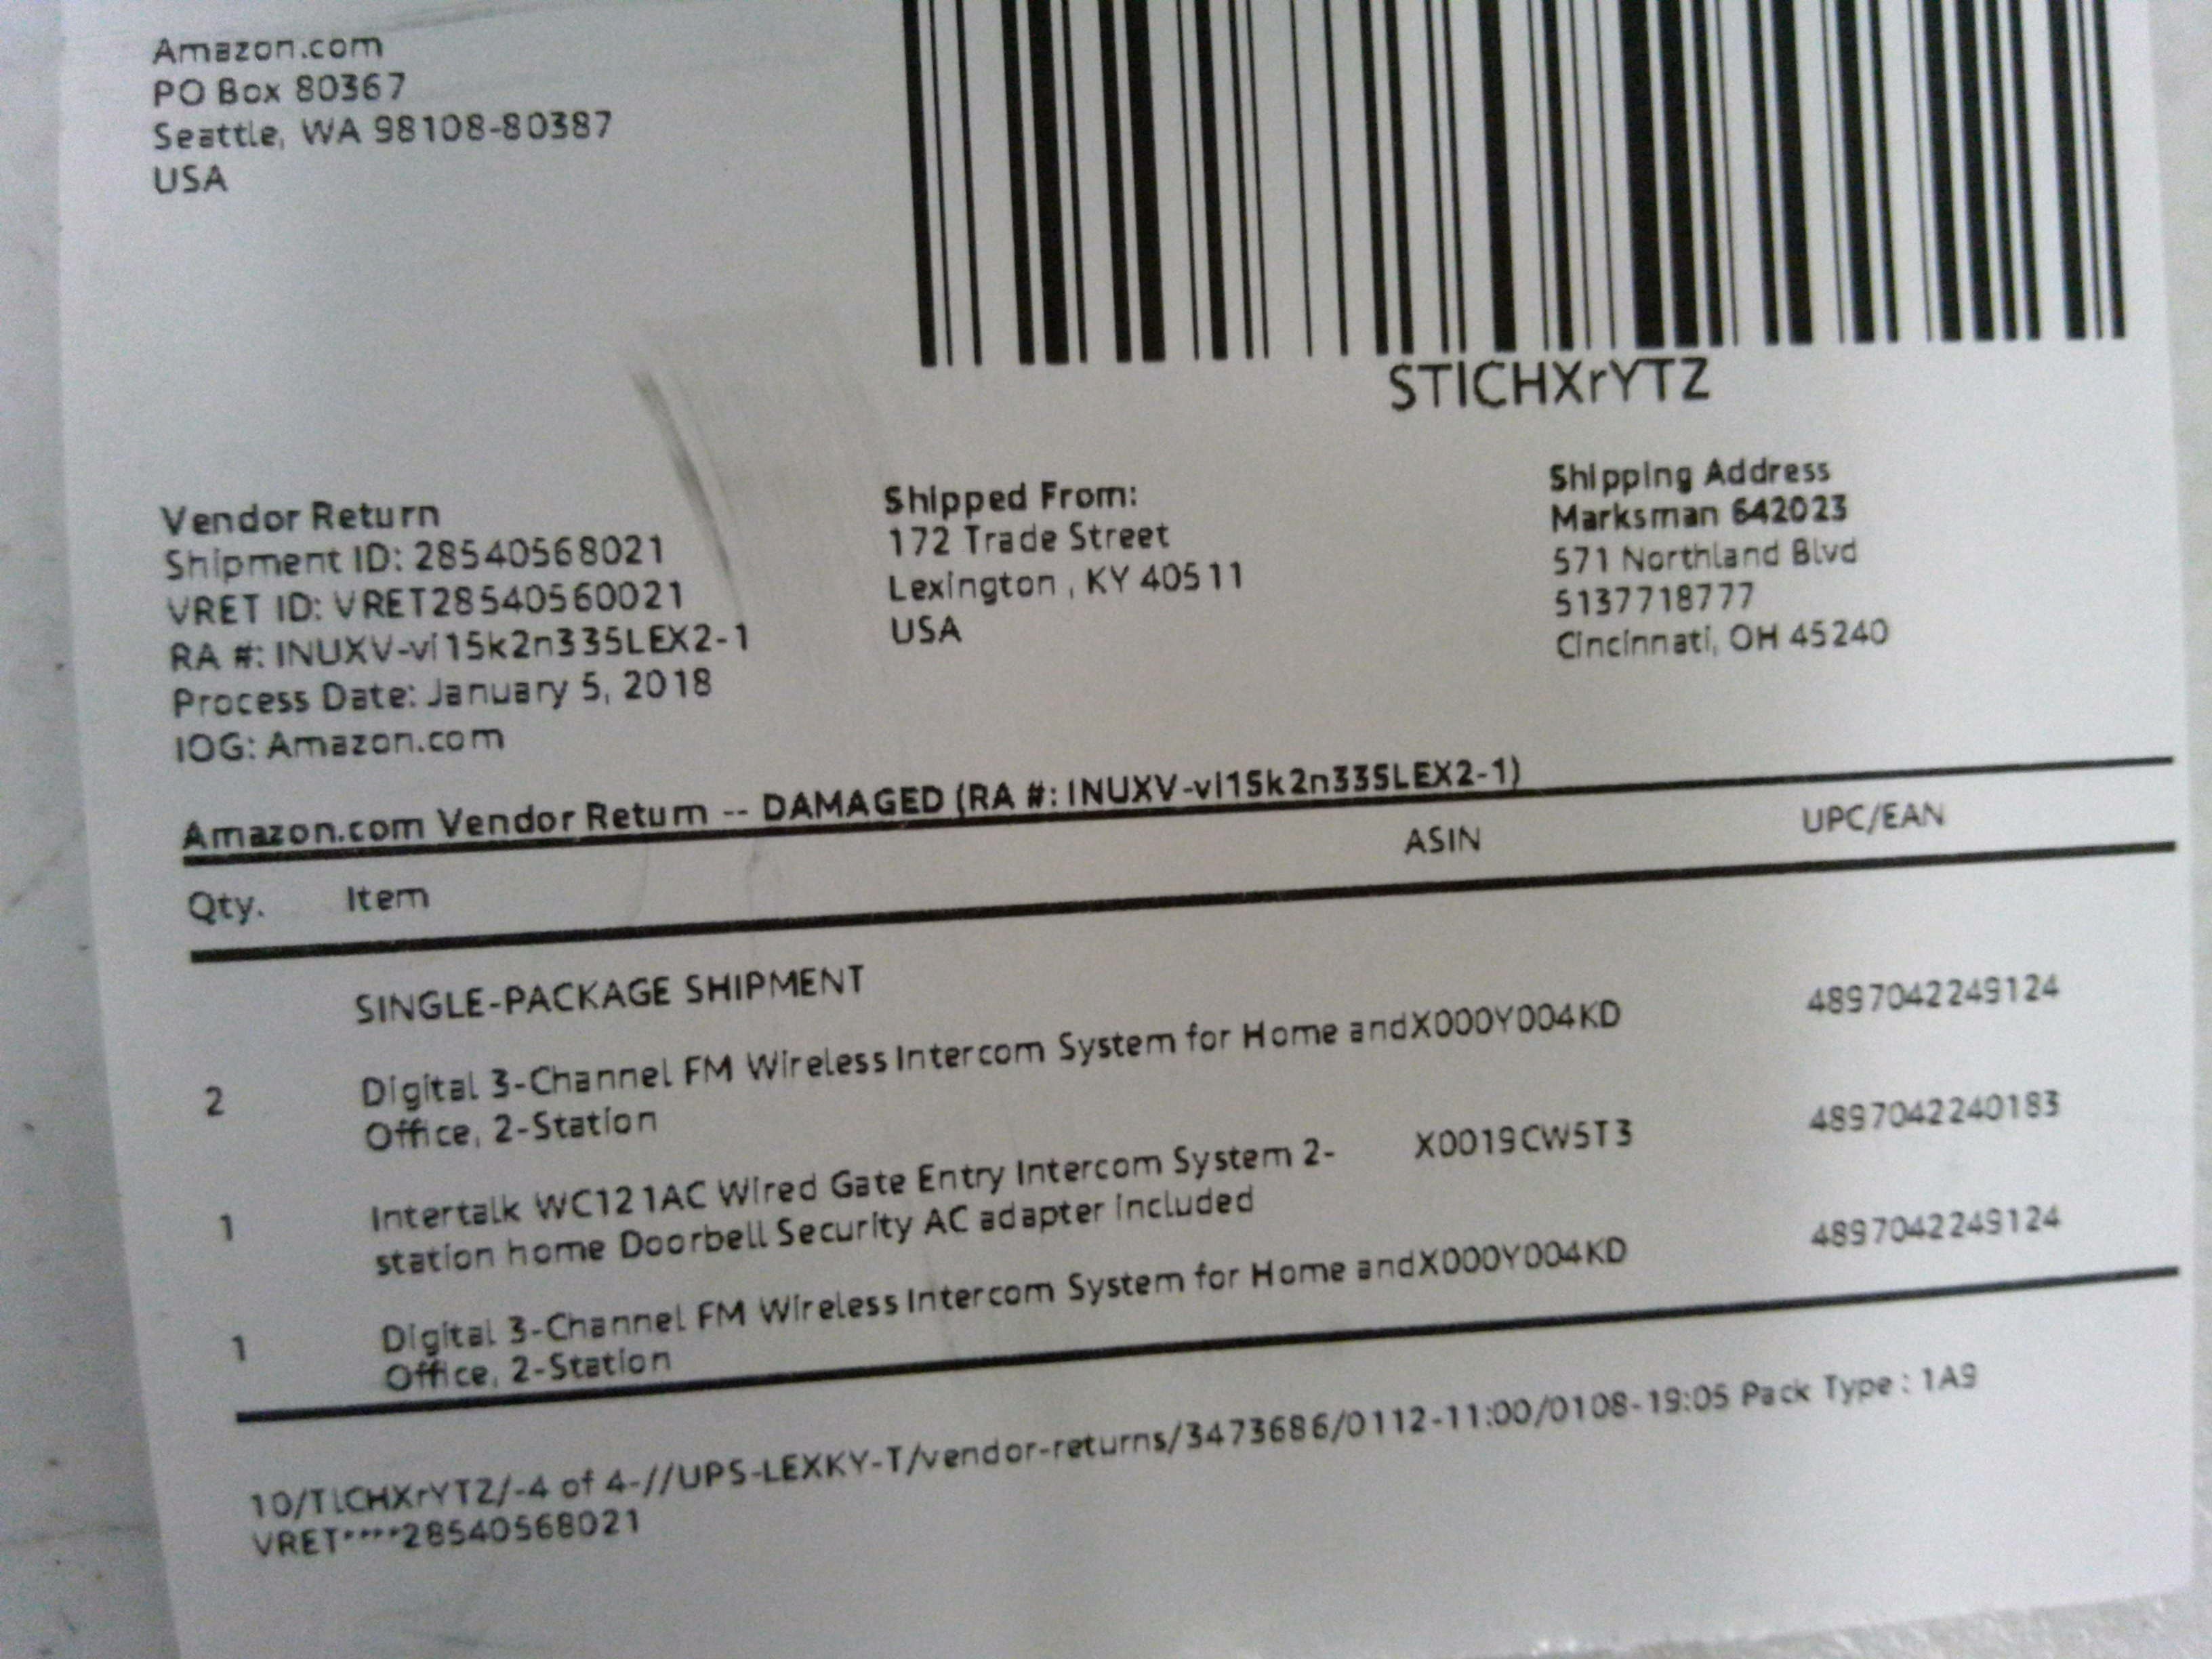 Amazon.com
PO Box 80367
Seattle, WA 98108-80387
USA
STICHXrYTZ
Vendor Return
Shipment ID: 28540568021
VRET ID: VRET28540560021
RA #: INUXV-vi15k2n335LEX2-1
Process Date: January 5, 2018
IOG: Amazon.com
Shipped From:
172 Trade Street
Lexington , KY 40511
USA
Shipping Address
Marksman 642023
571 Northland Blvd
5137718777
Cincinnati, OH 45240
Amazon.com Vendor Return -- DAMAGED (RA #: INUXV-vi15k2n335LEX2-1)
Qty. Item ASIN UPC/EAN
SINGLE-PACKAGE SHIPMENT
2 Digital 3-Channel FM Wireless Intercom System for Home and X000Y004KD 4897042249124
Office, 2-Station
1 Intertalk WC121AC Wired Gate Entry Intercom System 2- X0019CW5T3 4897042240183
station home Doorbell Security AC adapter included
1 Digital 3-Channel FM Wireless Intercom System for Home and X000Y004KD 4897042249124
Office, 2-Station
10/TLCHXrYTZ/-4 of 4-//UPS-LEXKY-T/vendor-returns/3473686/0112-11:00/0108-19:05 Pack Type : 1A9
VRET****28540568021